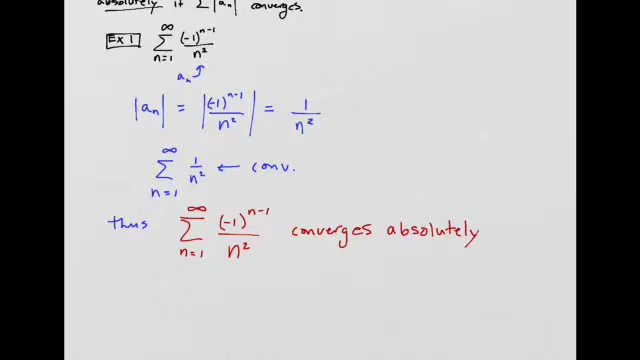 absolutely if Σ |aₙ| converges.
Ex 1 ∞ Σ n=1 (-1)ⁿ⁻¹ / n²
aₙ
|aₙ| = |(-1)ⁿ⁻¹ / n²| = 1 / n²
∞ Σ n=1 1 / n² ← conv.
thus ∞ Σ n=1 (-1)ⁿ⁻¹ / n² converges absolutely